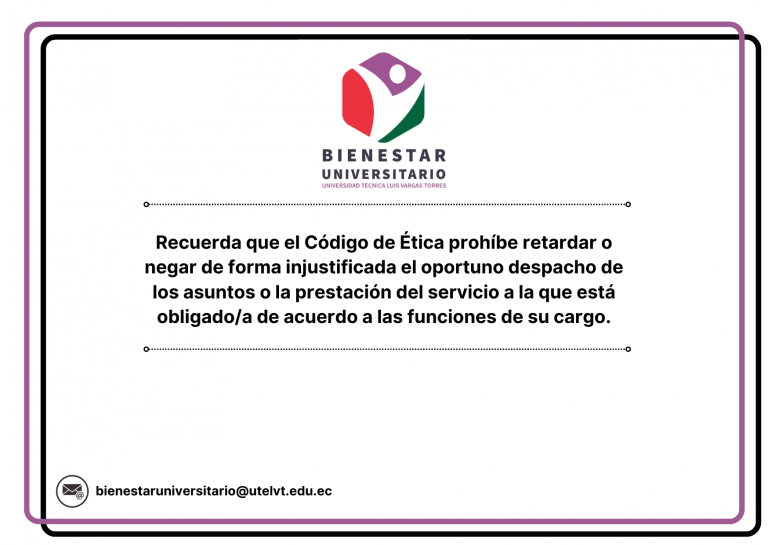 BIENESTAR
UNIVERSITARIO
UNIVERSIDAD TÉCNICA LUIS VARGAS TORRES
Recuerda que el Código de Ética prohíbe retardar o
negar de forma injustificada el oportuno despacho de
los asuntos o la prestación del servicio a la que está
obligado/a de acuerdo a las funciones de su cargo.
@
bienestaruniversitario@utelvt.edu.ec